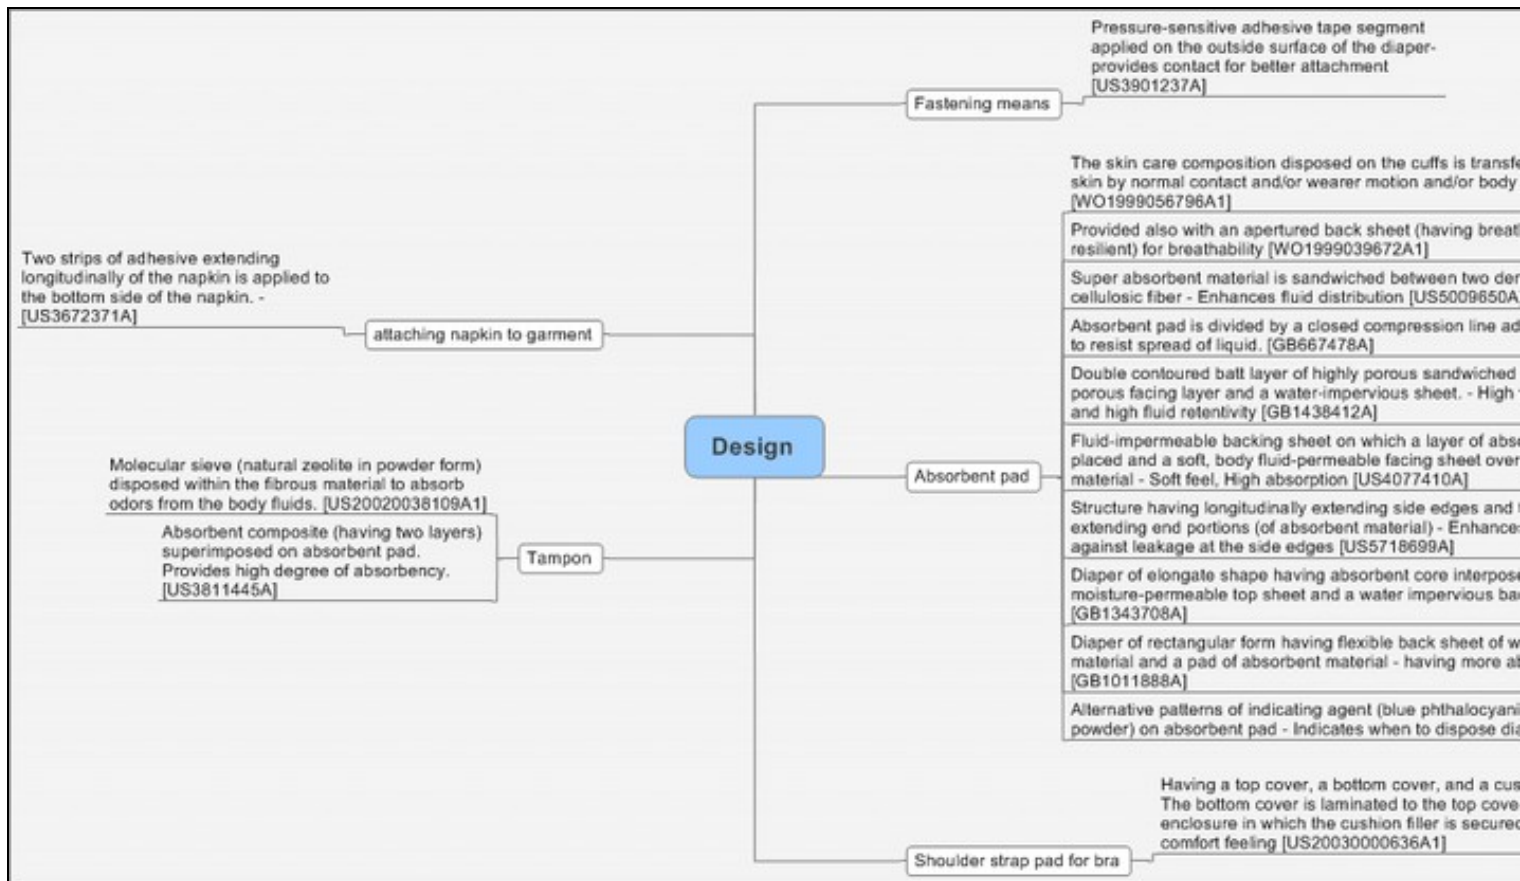 Pressure-sensitive adhesive tape segment
applied on the outside surface of the diaper-
provides contact for better attachment
[US3901237A]
Fastening means
The skin care composition disposed on the cuffs is
skin by normal contact and/or wearer motion and/or body
[WO1999056796A1]
Provided also with an apertured back sheet (having
resilient) for breathability [WO1999039672A1]
Super absorbent material is sandwiched between two
cellulosic fiber - Enhances fluid distribution [US5009650A
Absorbent pad is divided by a closed compression line
to resist spread of liquid. [GB667478A]
Double contoured batt layer of highly porous sandwiched
porous facing layer and a water-impervious sheet. - High
and high fluid retentivity [GB1438412A]
Fluid-impermeable backing sheet on which a layer of
placed and a soft, body fluid-permeable facing sheet over
material - Soft feel, High absorption [US4077410A]
Structure having longitudinally extending side edges and
extending end portions (of absorbent material) -
against leakage at the side edges [US5718699A]
Diaper of elongate shape having absorbent core
moisture-permeable top sheet and a water impervious
[GB1343708A]
Diaper of rectangular form having flexible back sheet of
material and a pad of absorbent material - having more
[GB1011888A]
Alternative patterns of indicating agent (blue
powder) on absorbent pad - Indicates when to dispose
Absorbent pad
Two strips of adhesive extending
longitudinally of the napkin is applied to
the bottom side of the napkin. -
[US3672371A]
attaching napkin to garment
Design
Molecular sieve (natural zeolite in powder form)
disposed within the fibrous material to absorb
odors from the body fluids. [US20020038109A1]
Absorbent composite (having two layers)
superimposed on absorbent pad.
Provides high degree of absorbency.
[US3811445A]
Tampon
Having a top cover, a bottom cover, and a
The bottom cover is laminated to the top
enclosure in which the cushion filler is secured
comfort feeling [US20030000636A1]
Shoulder strap pad for bra